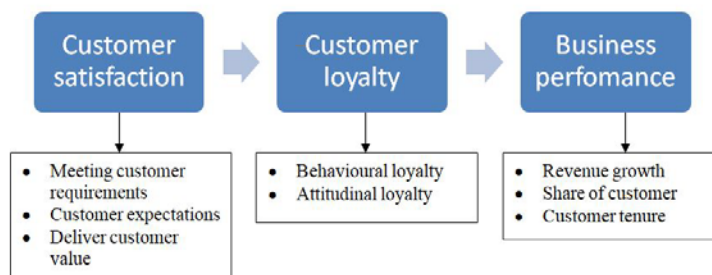 Customer
satisfaction
Customer
loyalty
Business
perfomance
• Meeting customer
requirements
• Customer expectations
• Deliver customer
value
• Behavioural loyalty
• Attitudinal loyalty
• Revenue growth
• Share of customer
• Customer tenure